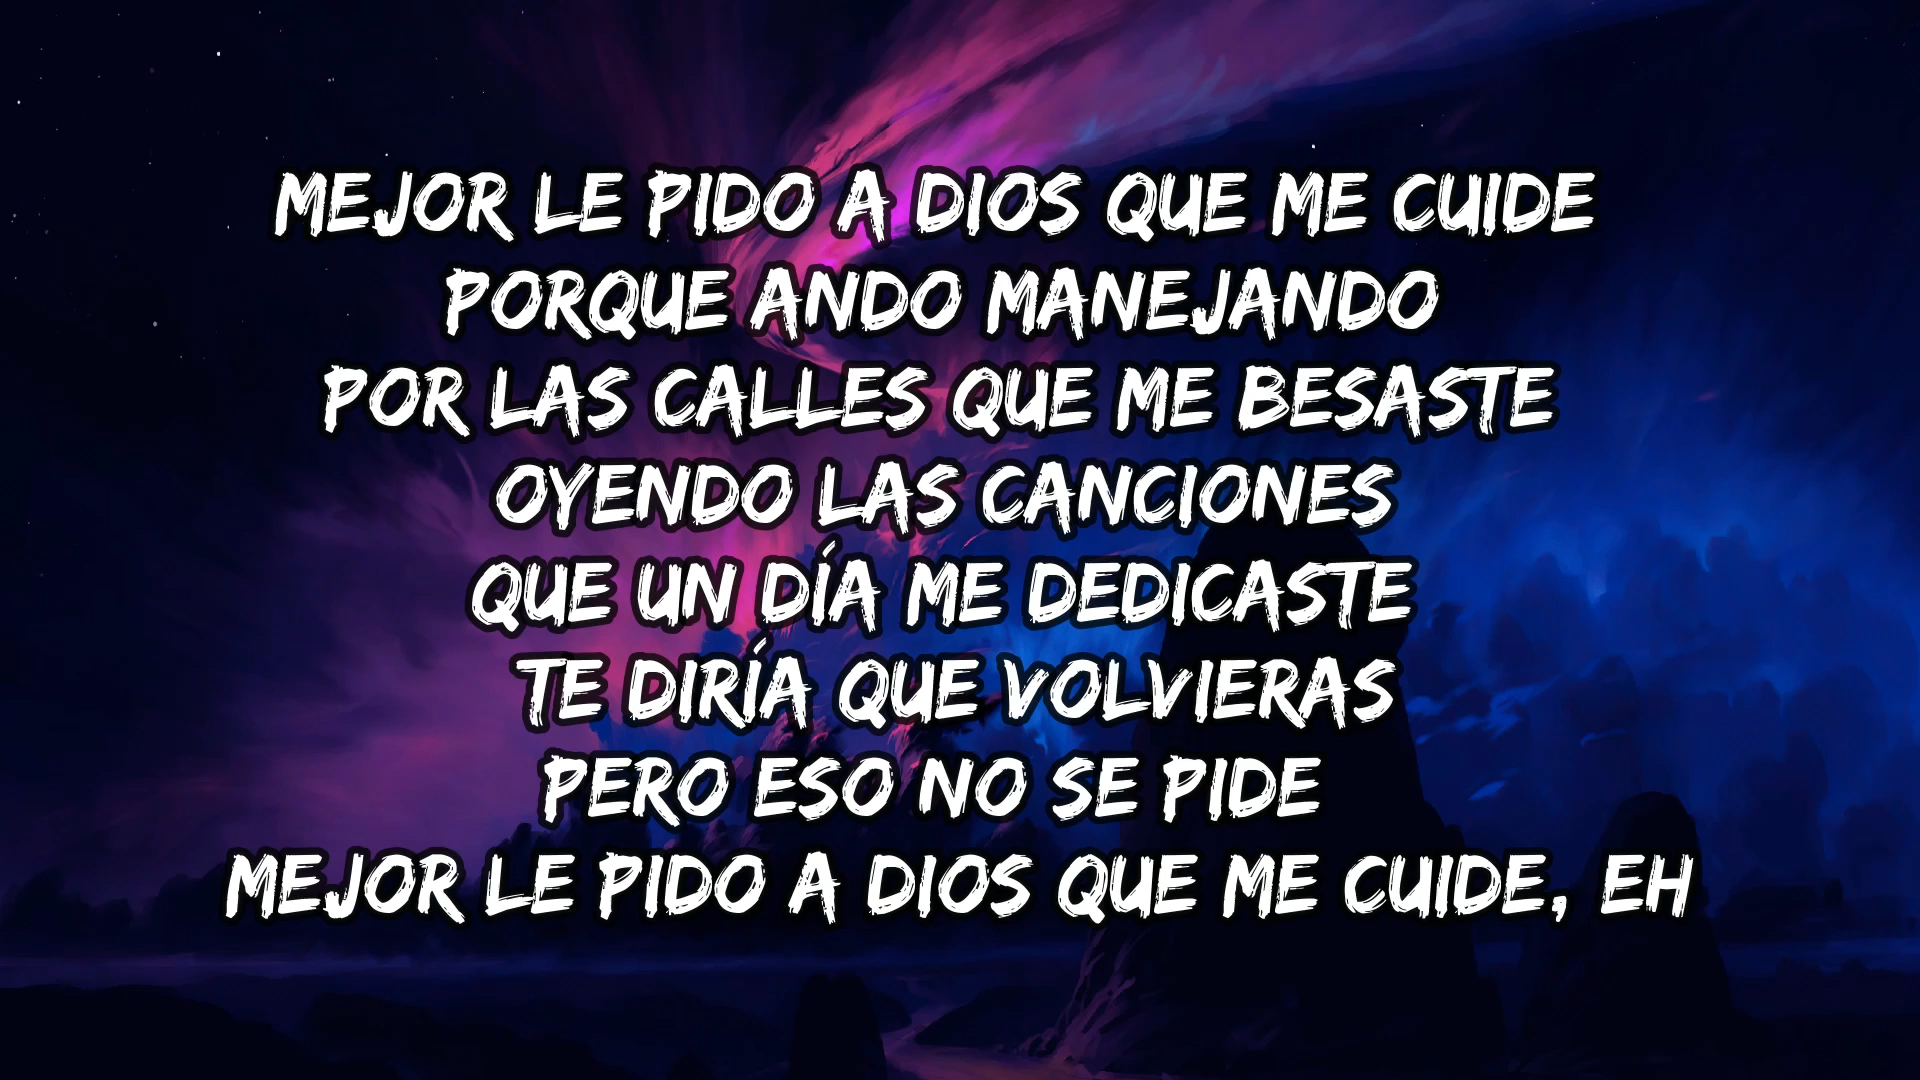 MEJOR LE PIDO A DIOS QUE ME CUIDE
PORQUE ANDO MANEJANDO
POR LAS CALLES QUE ME BESASTE
OYENDO LAS CANCIONES
QUE UN DÍA ME DEDICASTE
TE DIRÍA QUE VOLVIERAS
PERO ESO NO SE PIDE
MEJOR LE PIDO A DIOS QUE ME CUIDE, EH